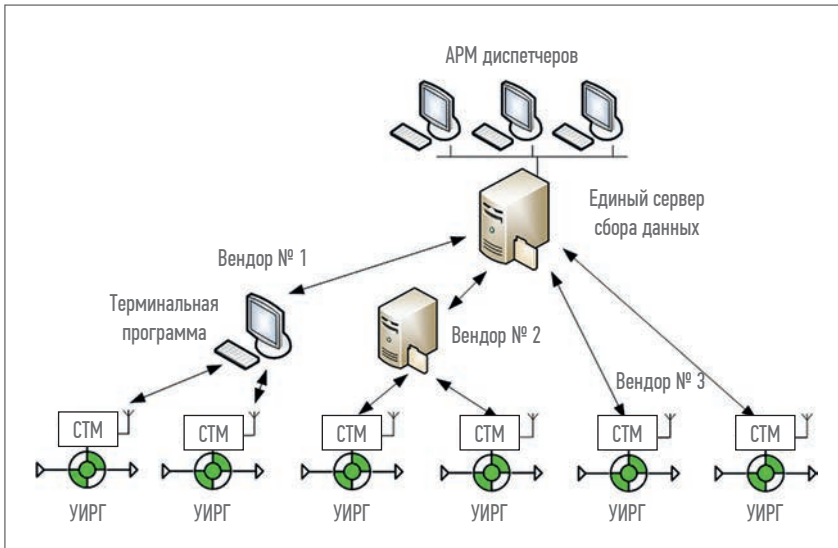 АРМ диспетчеров
Единый сервер
сбора данных
Вендор № 1
Терминальная
программа
Вендор № 2
Вендор № 3
СТМ
СТМ
СТМ
СТМ
СТМ
СТМ
УИРГ
УИРГ
УИРГ
УИРГ
УИРГ
УИРГ